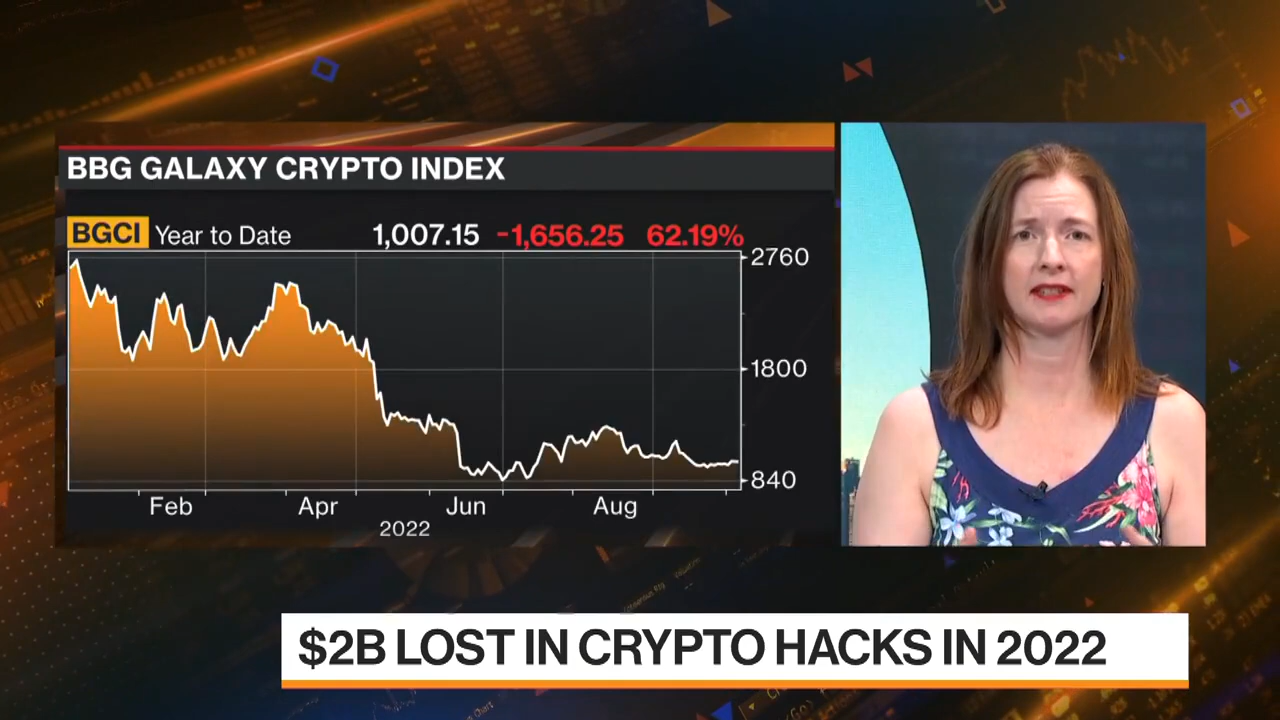 BBG GALAXY CRYPTO INDEX
BGCI Year to Date 1,007.15 -1,656.25 62.19%
2760
1800
840
Feb Apr Jun Aug
2022
$2B LOST IN CRYPTO HACKS IN 2022